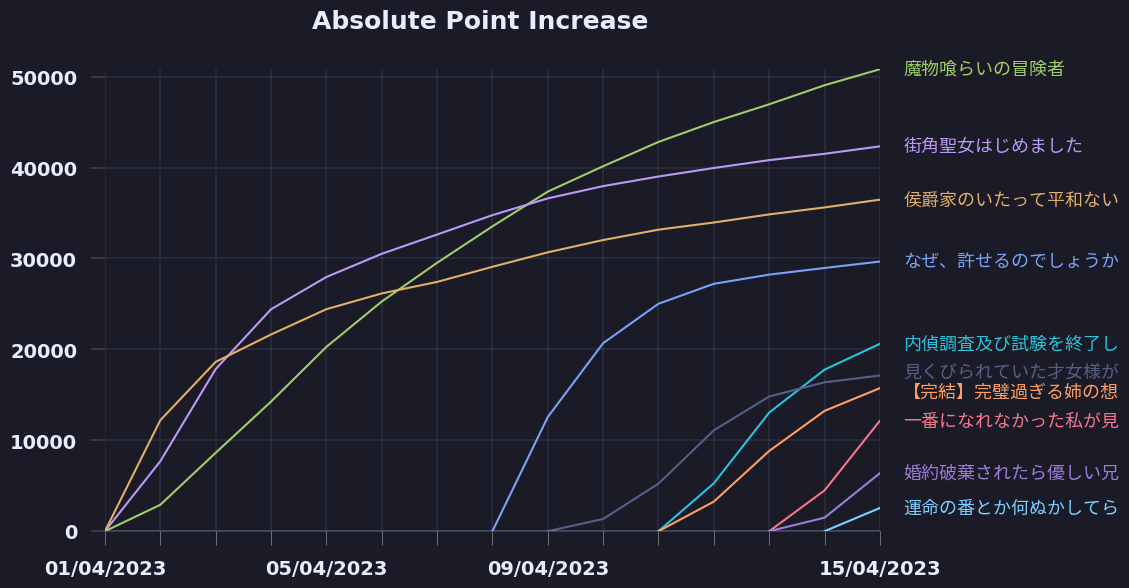 Absolute Point Increase
50000
40000
30000
20000
10000
0
01/04/2023
05/04/2023
09/04/2023
15/04/2023
魔物喰らいの冒険者
街角聖女はじめました
侯爵家のいたって平和ない
なぜ、許せるのでしょうか
内偵調査及び試験を終了し
見くびられていた才女様が
【完結】完璧過ぎる姉の想
一番になれなかった私が見
婚約破棄されたら優しい兄
運命の番とか何ぬかしてら